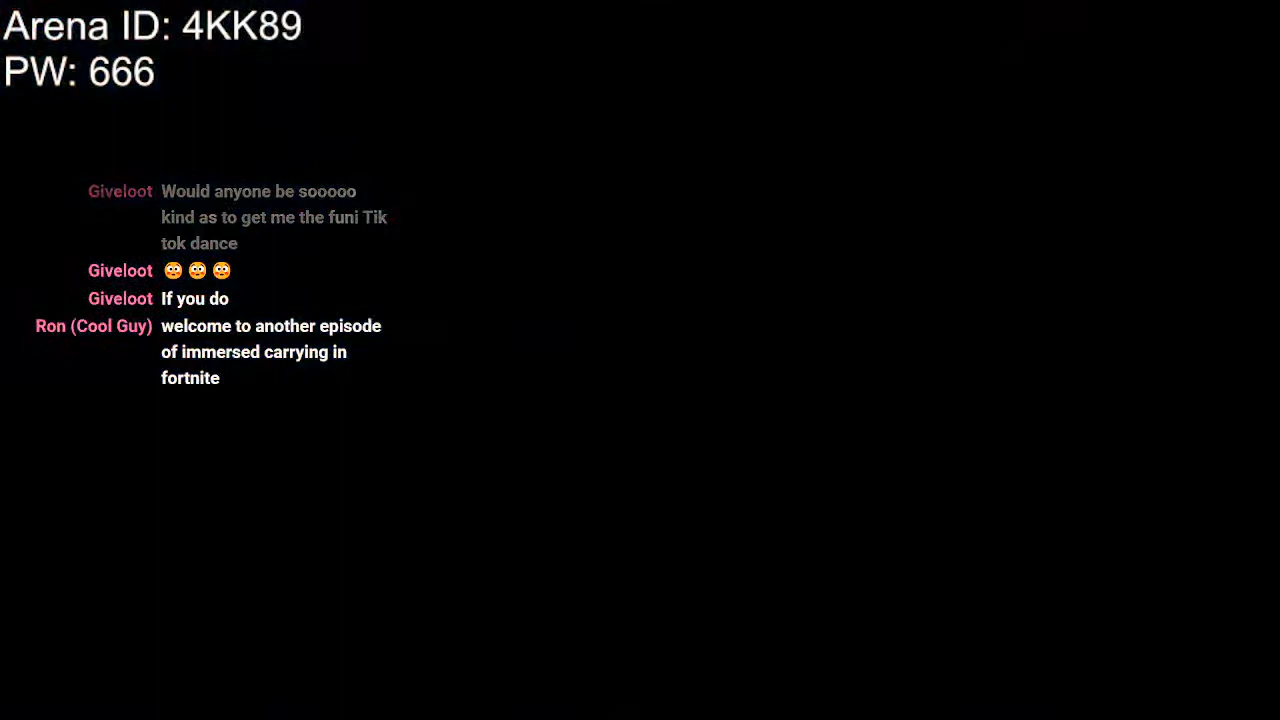 Arena ID: 4KK89
PW: 666
Giveloot Would anyone be sooooo
kind as to get me the funi Tik
tok dance
Giveloot 😳 😳 😳
Giveloot If you do
Ron (Cool Guy) welcome to another episode
of immersed carrying in
fortnite